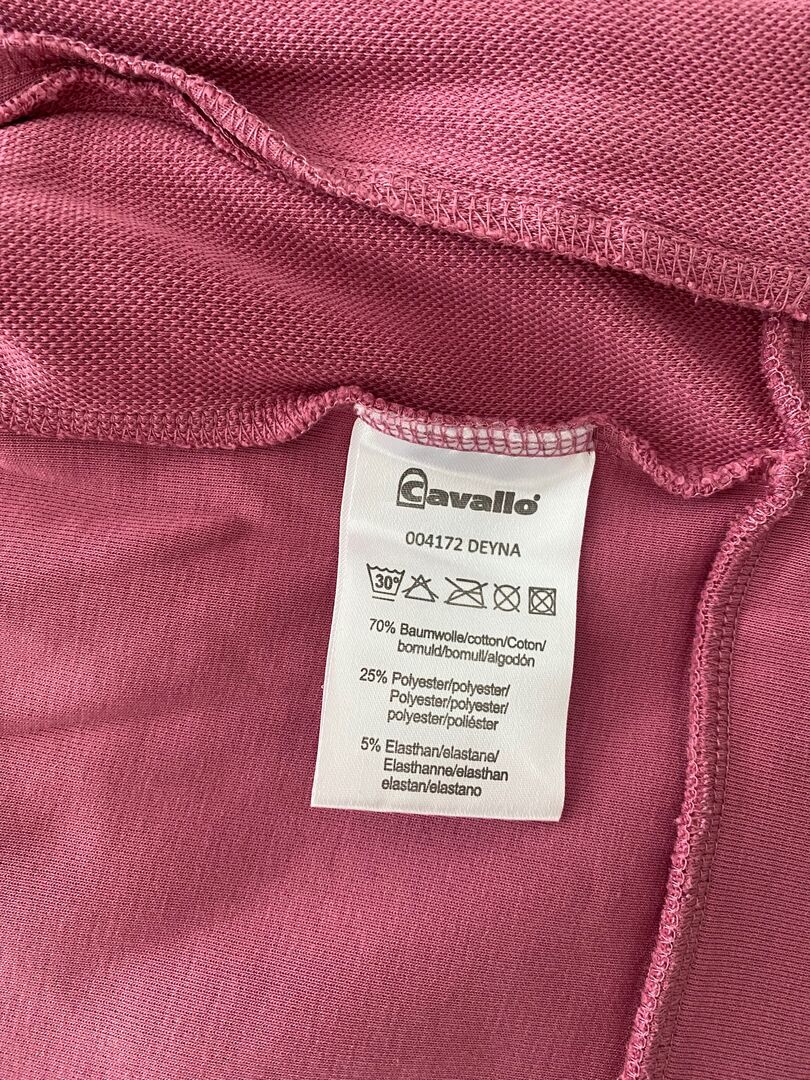 Cavallo®
004172 DEYNA
30°
70% Baumwolle/cotton/Coton/
bomuld/bomull/algodón
25% Polyester/polyester/
Polyester/polyester/
polyester/poliéster
5% Elasthan/elastane/
Elasthanne/elasthan
elastan/elastano